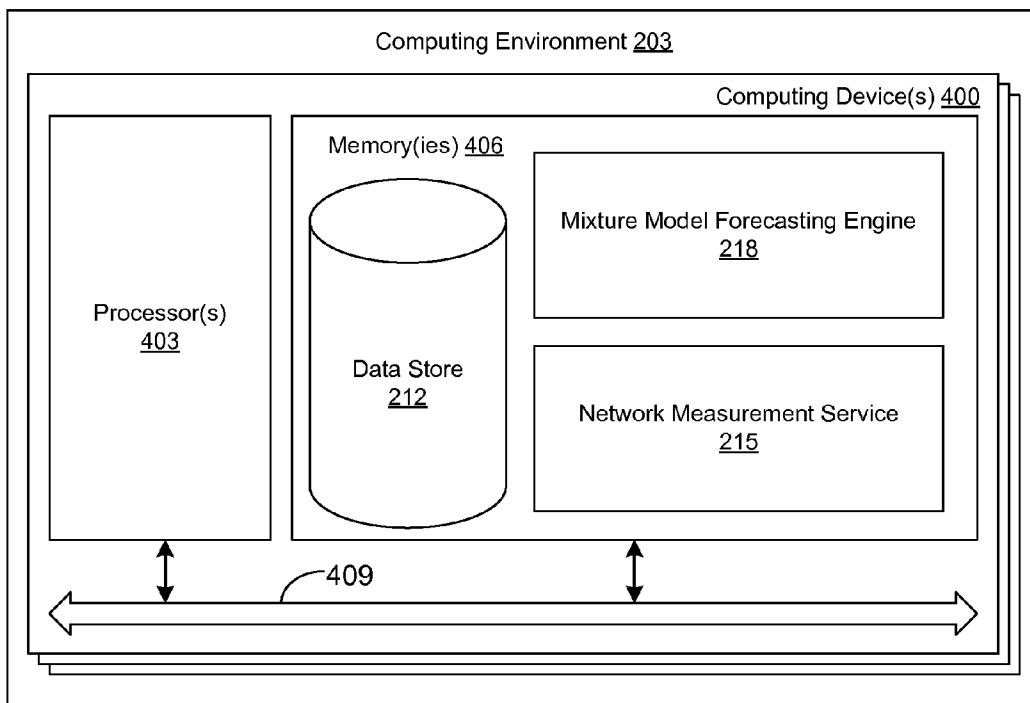 Computing Environment 203
Computing Device(s) 400
Processor(s)
403
Memory(ies) 406
Data Store
212
Mixture Model Forecasting Engine
218
Network Measurement Service
215
409